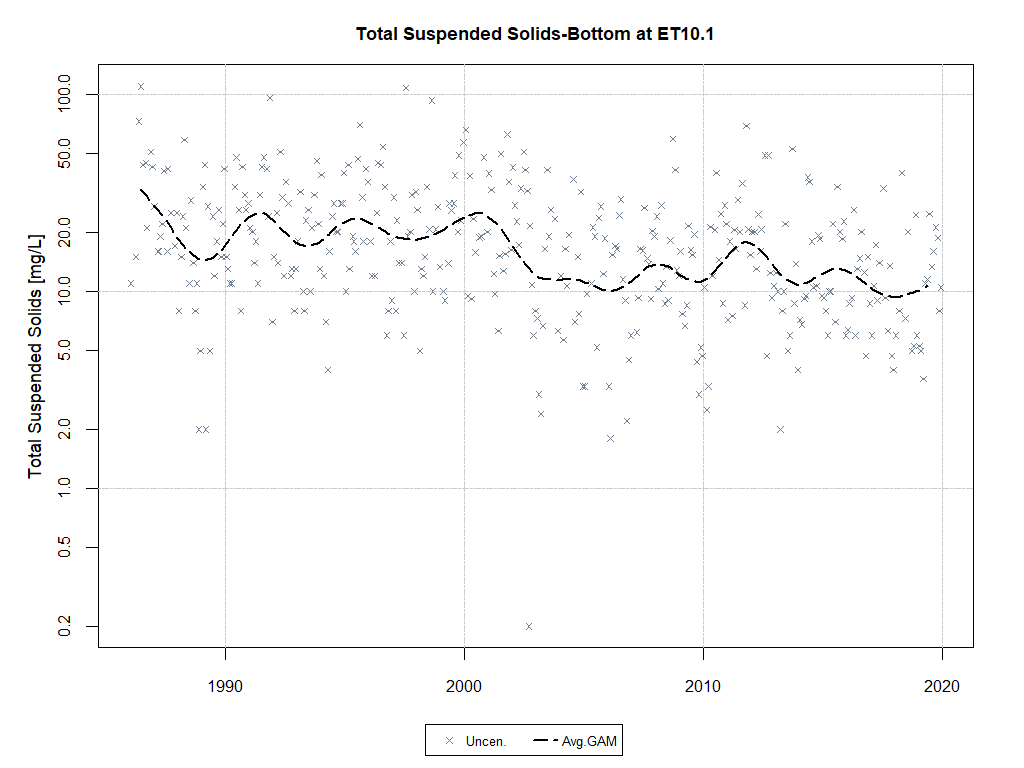 Total Suspended Solids-Bottom at ET10.1
Total Suspended Solids [mg/L]
100.0
50.0
20.0
10.0
5.0
2.0
1.0
0.5
0.2
1990 2000 2010 2020
Uncen. Avg.GAM